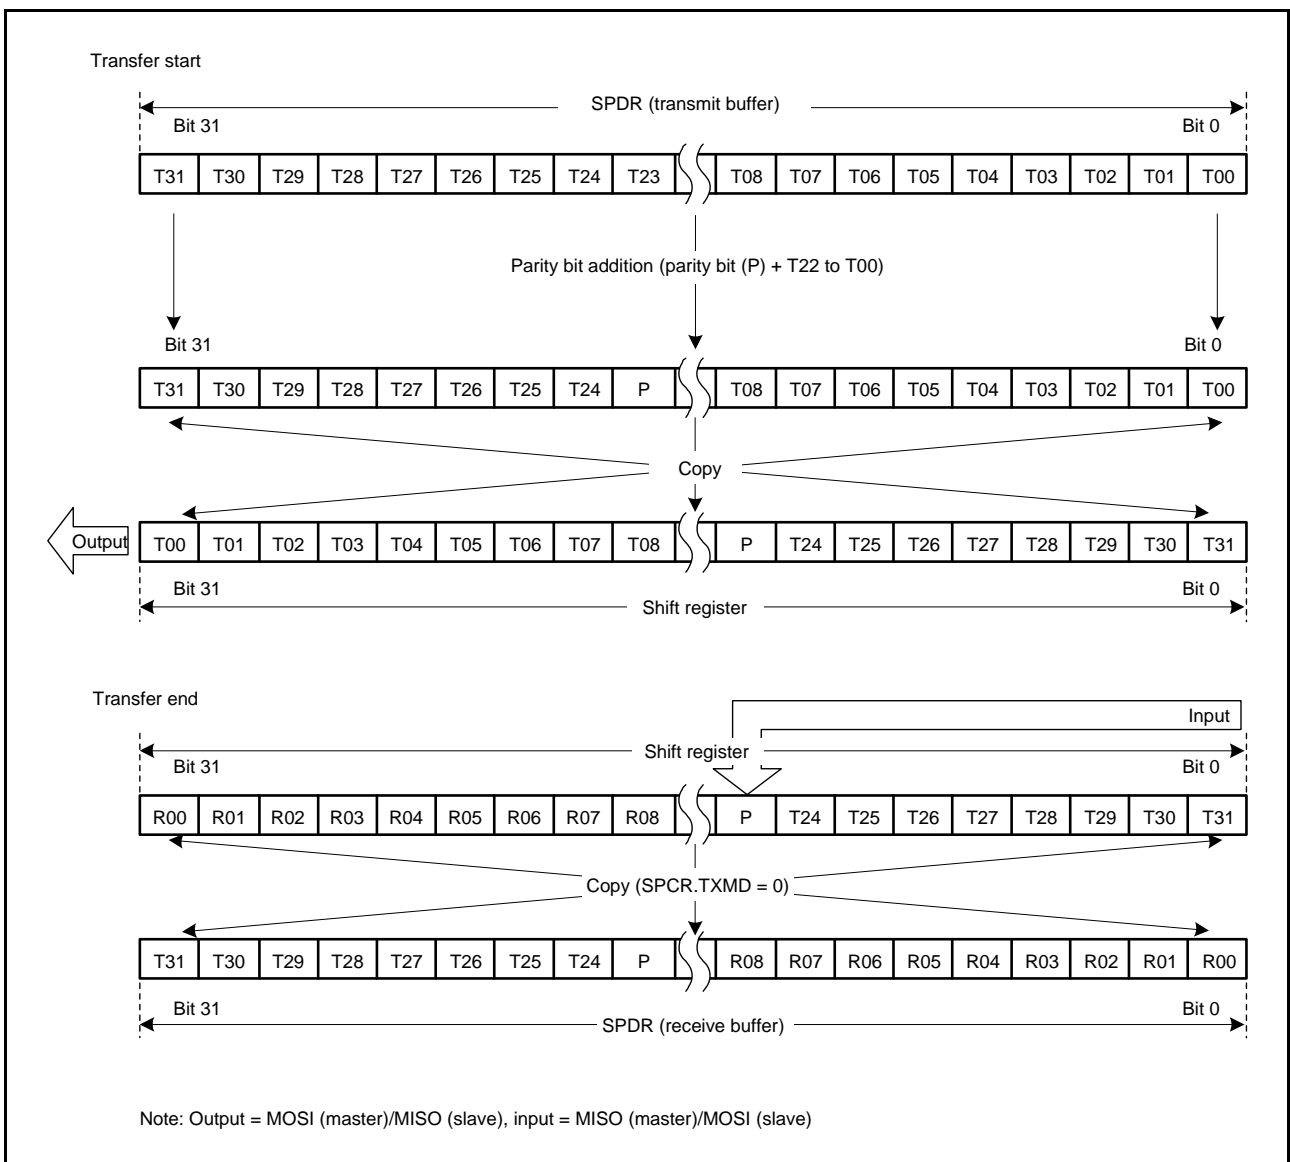 Transfer start
SPDR (transmit buffer)
Bit 31 Bit 0
T31 T30 T29 T28 T27 T26 T25 T24 T23 T08 T07 T06 T05 T04 T03 T02 T01 T00
Parity bit addition (parity bit (P) + T22 to T00)
Bit 31 Bit 0
T31 T30 T29 T28 T27 T26 T25 T24 P T08 T07 T06 T05 T04 T03 T02 T01 T00
Copy
Output T00 T01 T02 T03 T04 T05 T06 T07 T08 P T24 T25 T26 T27 T28 T29 T30 T31
Bit 31 Bit 0
Shift register
Transfer end
Input
Shift register
Bit 31 Bit 0
R00 R01 R02 R03 R04 R05 R06 R07 R08 P T24 T25 T26 T27 T28 T29 T30 T31
Copy (SPCR.TXMD = 0)
T31 T30 T29 T28 T27 T26 T25 T24 P R08 R07 R06 R05 R04 R03 R02 R01 R00
Bit 31 Bit 0
SPDR (receive buffer)
Note: Output = MOSI (master)/MISO (slave), input = MISO (master)/MOSI (slave)